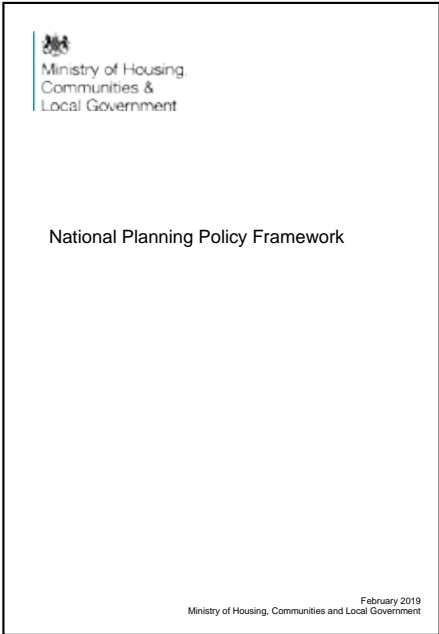 Ministry of Housing,
Communities &
Local Government
National Planning Policy Framework
February 2019
Ministry of Housing, Communities and Local Government